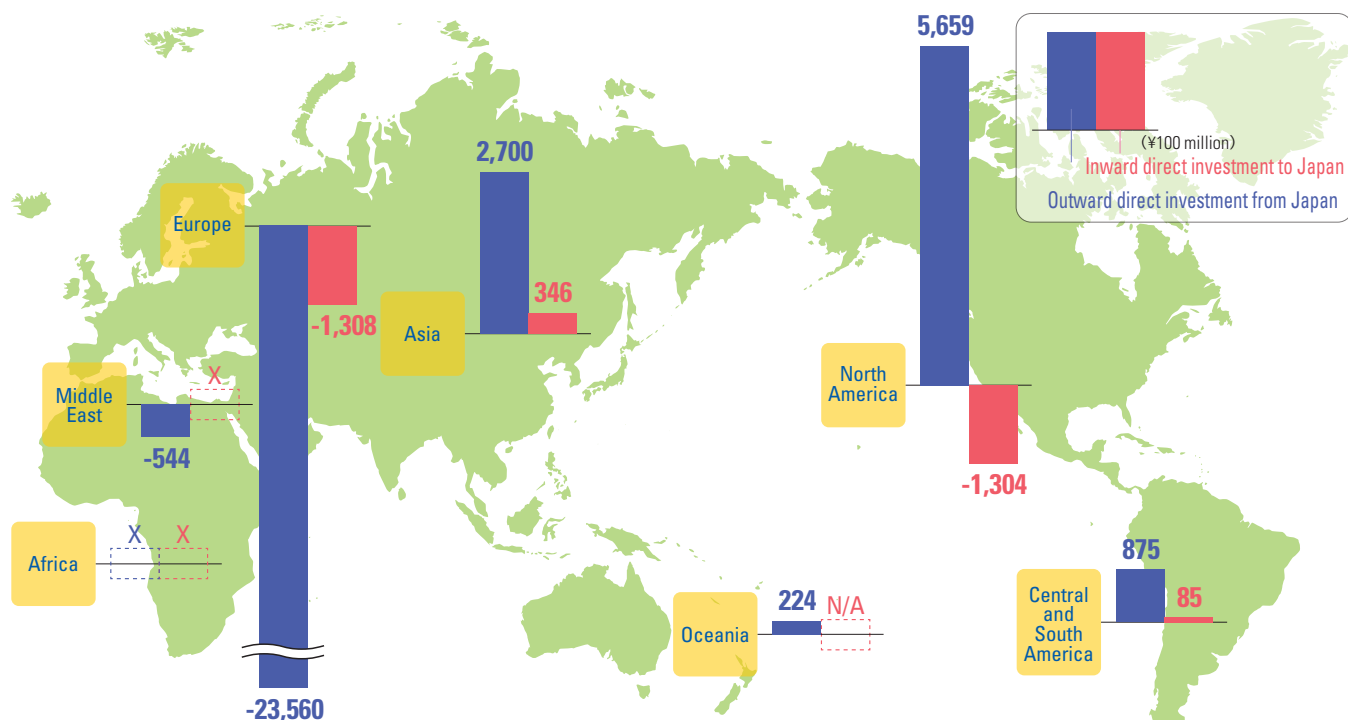 5,659
(¥100 million)
Inward direct investment to Japan
Outward direct investment from Japan
2,700
Europe
346
-1,308
Asia
North
America
X
Middle
East
-544
-1,304
X
X
Africa
875
224
N/A
85
Oceania
Central
and
South
America
-23,560